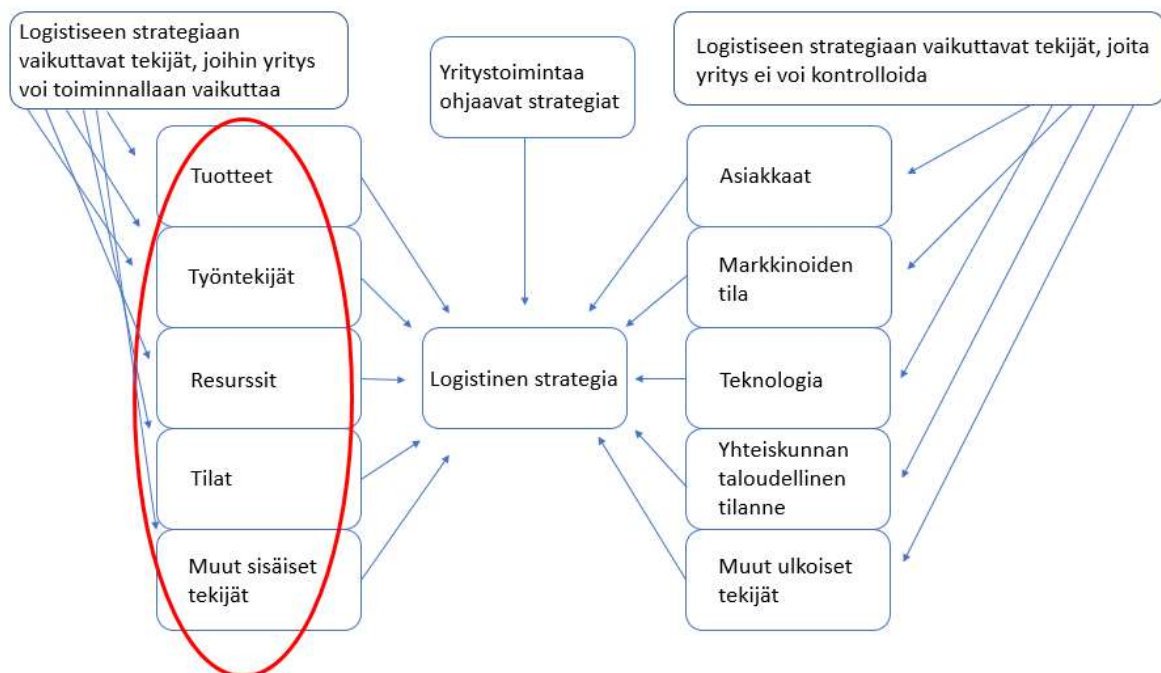 Logistiseen strategiaan
vaikuttavat tekijät, joihin yritys
voi toiminnallaan vaikuttaa
Yritystoimintaa
ohjaavat strategiat
Logistiseen strategiaan vaikuttavat tekijät, joita
yritys ei voi kontrolloida
Tuotteet
Työntekijät
Resurssit
Tilat
Muut sisäiset
tekijät
Logistinen strategia
Asiakkaat
Markkinoiden
tila
Teknologia
Yhteiskunnan
taloudellinen
tilanne
Muut ulkoiset
tekijät